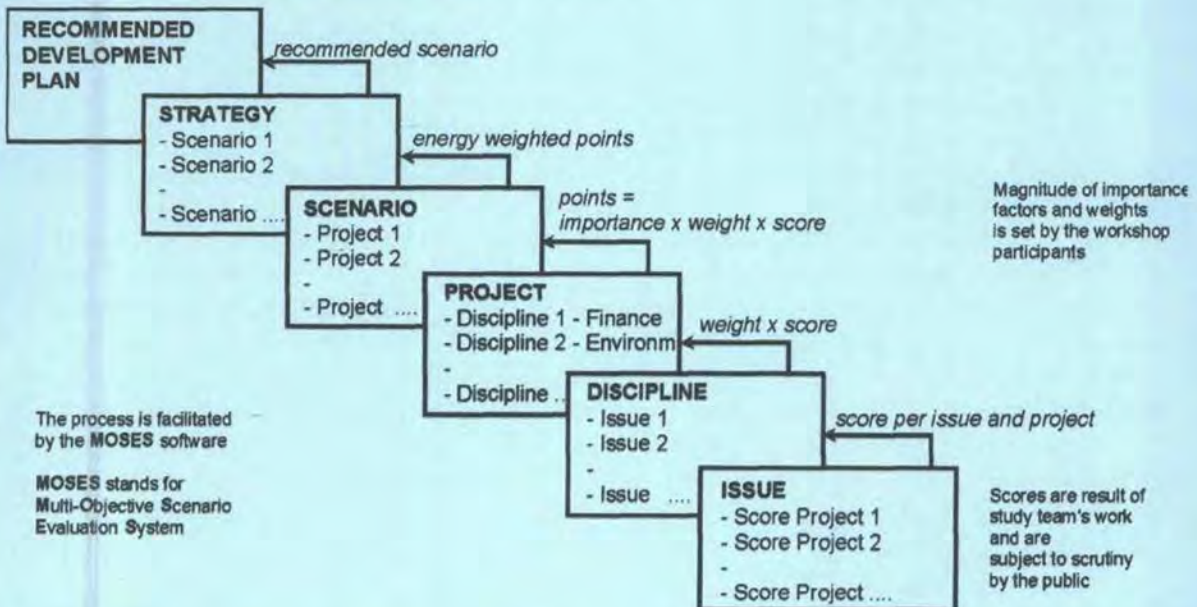 RECOMMENDED
DEVELOPMENT
PLAN
recommended scenario
STRATEGY
- Scenario 1
- Scenario 2
-
- Scenario ....
energy weighted points
SCENARIO
- Project 1
- Project 2
-
- Project ....
points =
importance x weight x score
Magnitude of importance
factors and weights
is set by the workshop
participants
PROJECT
- Discipline 1 - Finance
- Discipline 2 - Environm
-
- Discipline ..
weight x score
DISCIPLINE
- Issue 1
- Issue 2
-
- Issue ....
score per issue and project
The process is facilitated
by the MOSES software
MOSES stands for
Multi-Objective Scenario
Evaluation System
ISSUE
- Score Project 1
- Score Project 2
-
- Score Project ....
Scores are result of
study team's work
and are
subject to scrutiny
by the public